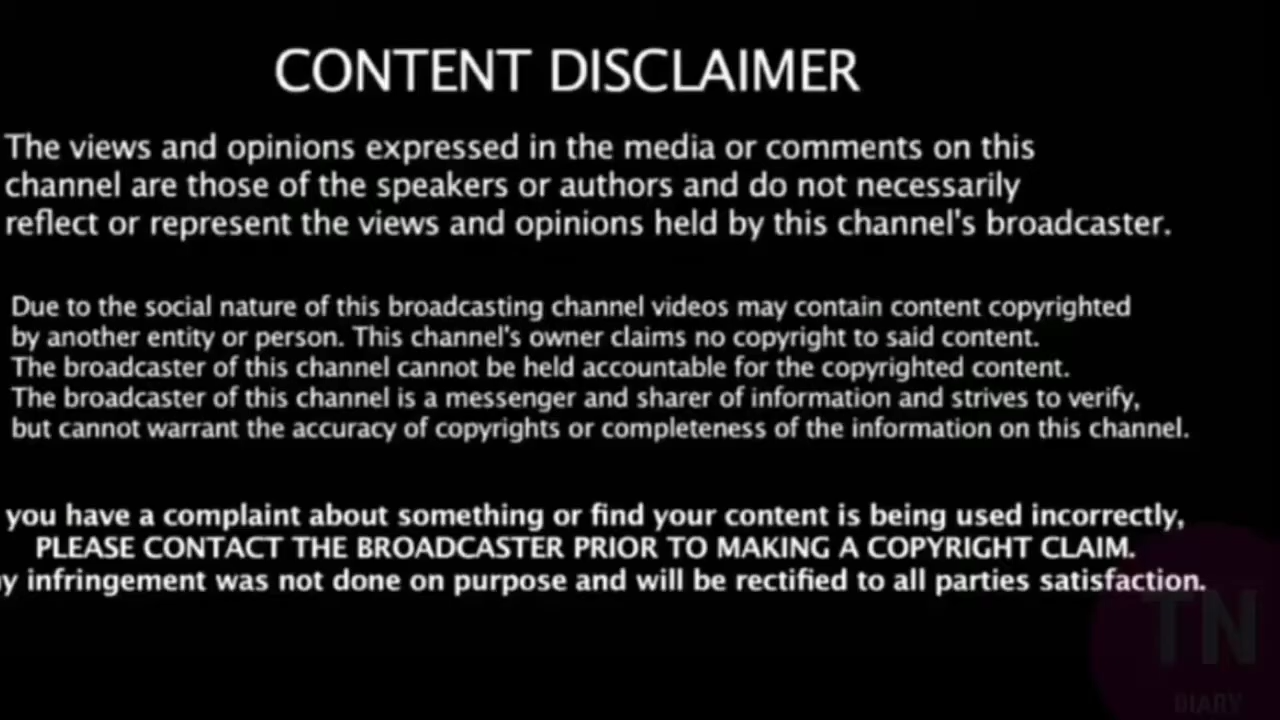 CONTENT DISCLAIMER
The views and opinions expressed in the media or comments on this
channel are those of the speakers or authors and do not necessarily
reflect or represent the views and opinions held by this channel's broadcaster.
Due to the social nature of this broadcasting channel videos may contain content copyrighted
by another entity or person. This channel's owner claims no copyright to said content.
The broadcaster of this channel cannot be held accountable for the copyrighted content.
The broadcaster of this channel is a messenger and sharer of information and strives to verify,
but cannot warrant the accuracy of copyrights or completeness of the information on this channel.
you have a complaint about something or find your content is being used incorrectly,
PLEASE CONTACT THE BROADCASTER PRIOR TO MAKING A COPYRIGHT CLAIM.
y infringement was not done on purpose and will be rectified to all parties satisfaction.
TN
DIARY